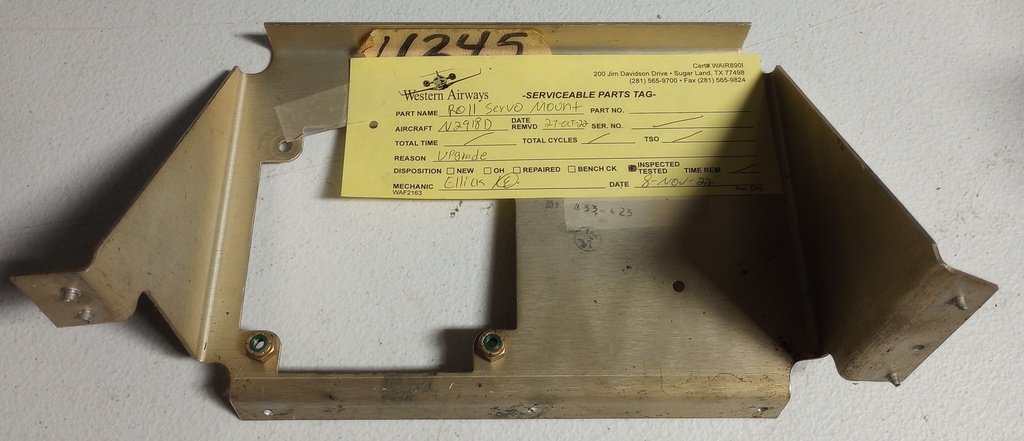 11245
Cert# WAIR890I
200 Jim Davidson Drive • Sugar Land, TX 77498
(281) 565-9700 • Fax (281) 565-9824
Western Airways
-SERVICEABLE PARTS TAG-
PART NAME Roll Servo Mount PART NO.
AIRCRAFT N2918D DATE REMVD 27-OCT-22 SER. NO.
TOTAL TIME TOTAL CYCLES TSO
REASON UPgrade
DISPOSITION NEW OH REPAIRED BENCH CK INSPECTED TESTED TIME REM
MECHANIC DATE 8-NOV-22
WAF2163 Rev. Orig